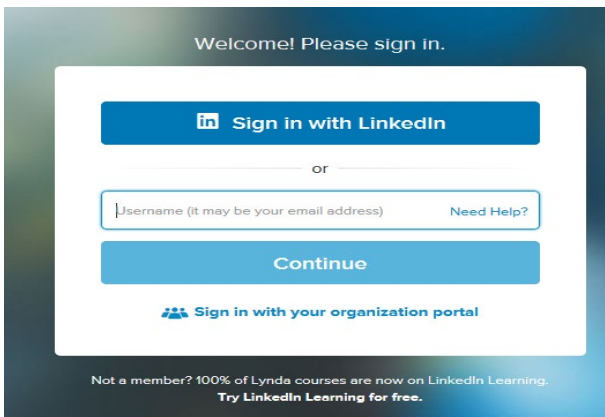 Welcome! Please sign in.
in Sign in with LinkedIn
or
Username (it may be your email address) Need Help?
Continue
Sign in with your organization portal
Not a member? 100% of Lynda courses are now on LinkedIn Learning.
Try LinkedIn Learning for free.